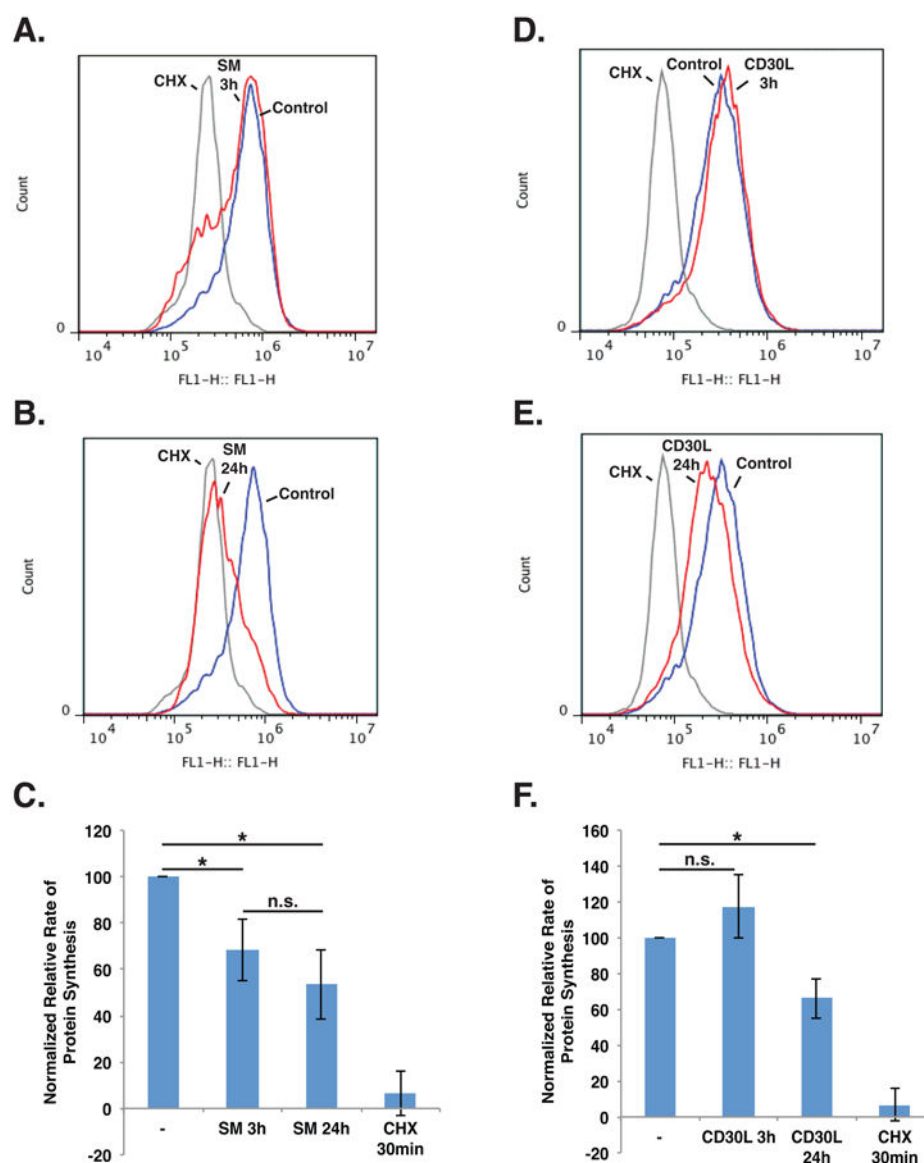 A.
CHX
SM
3h
Control
Count
0
10^4
10^5
10^6
10^7
FL1-H:: FL1-H
B.
CHX
SM
24h
Control
Count
0
10^4
10^5
10^6
10^7
FL1-H:: FL1-H
C.
Normalized Relative Rate of
Protein Synthesis
120
100
80
60
40
20
0
-20
*
*
n.s.
-
SM 3h
SM 24h
CHX
30min
D.
CHX
Control
CD30L
3h
Count
0
10^4
10^5
10^6
10^7
FL1-H:: FL1-H
E.
CHX
CD30L
24h
Control
Count
0
10^4
10^5
10^6
10^7
FL1-H:: FL1-H
F.
Normalized Relative Rate of
Protein Synthesis
160
140
120
100
80
60
40
20
0
-20
*
n.s.
-
CD30L 3h
CD30L
24h
CHX
30min